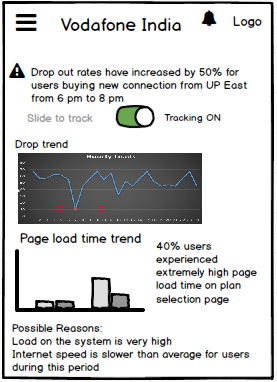 Vodafone India
Logo
Drop out rates have increased by 50% for
users buying new connection from UP East
from 6 pm to 8 pm
Slide to track
Tracking ON
Drop trend
Hourly trends
Page load time trend
40% users
experienced
extremely high page
load time on plan
selection page
Possible Reasons:
Load on the system is very high
Internet speed is slower than average for users
during this period